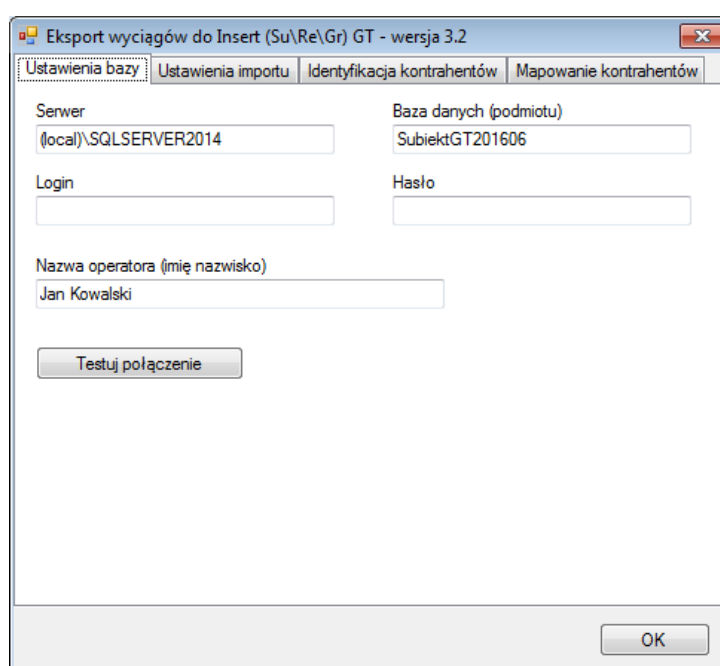 Eksport wyciągów do Insert (Su\Re\Gr) GT - wersja 3.2
Ustawienia bazy Ustawienia importu Identyfikacja kontrahentów Mapowanie kontrahentów
Serwer Baza danych (podmiotu)
(local)\SQLSERVER2014 SubiektGT201606
Login Hasło
Nazwa operatora (imię nazwisko)
Jan Kowalski
Testuj połączenie
OK